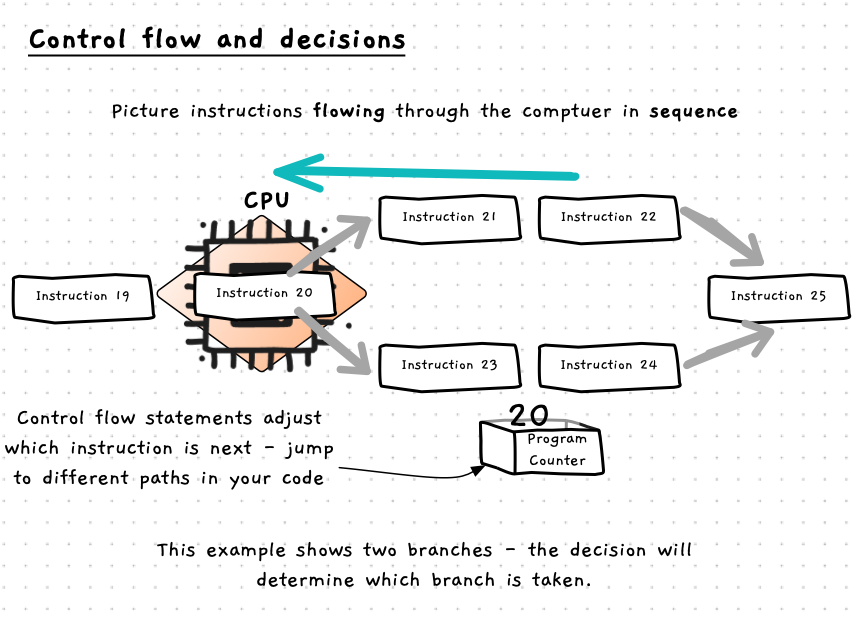 Control flow and decisions
Picture instructions flowing through the comptuer in sequence
CPU
Instruction 21
Instruction 22
Instruction 19
Instruction 20
Instruction 25
Instruction 23
Instruction 24
Control flow statements adjust
which instruction is next - jump
to different paths in your code
20
Program
Counter
This example shows two branches - the decision will
determine which branch is taken.